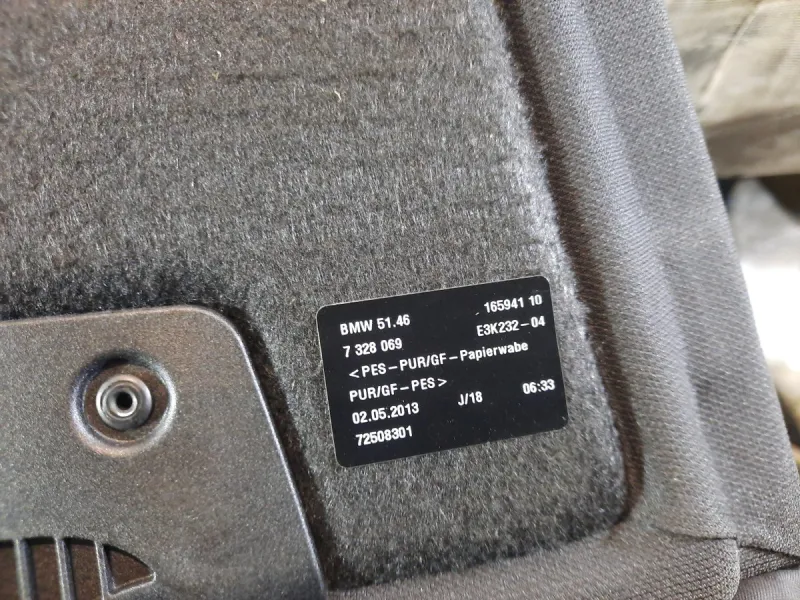 BMW 51.46 165941 10
7 328 069 E3K232-04
<PES-PUR/GF-Papierwabe
PUR/GF-PES>
02.05.2013 J/18 06:33
72508301